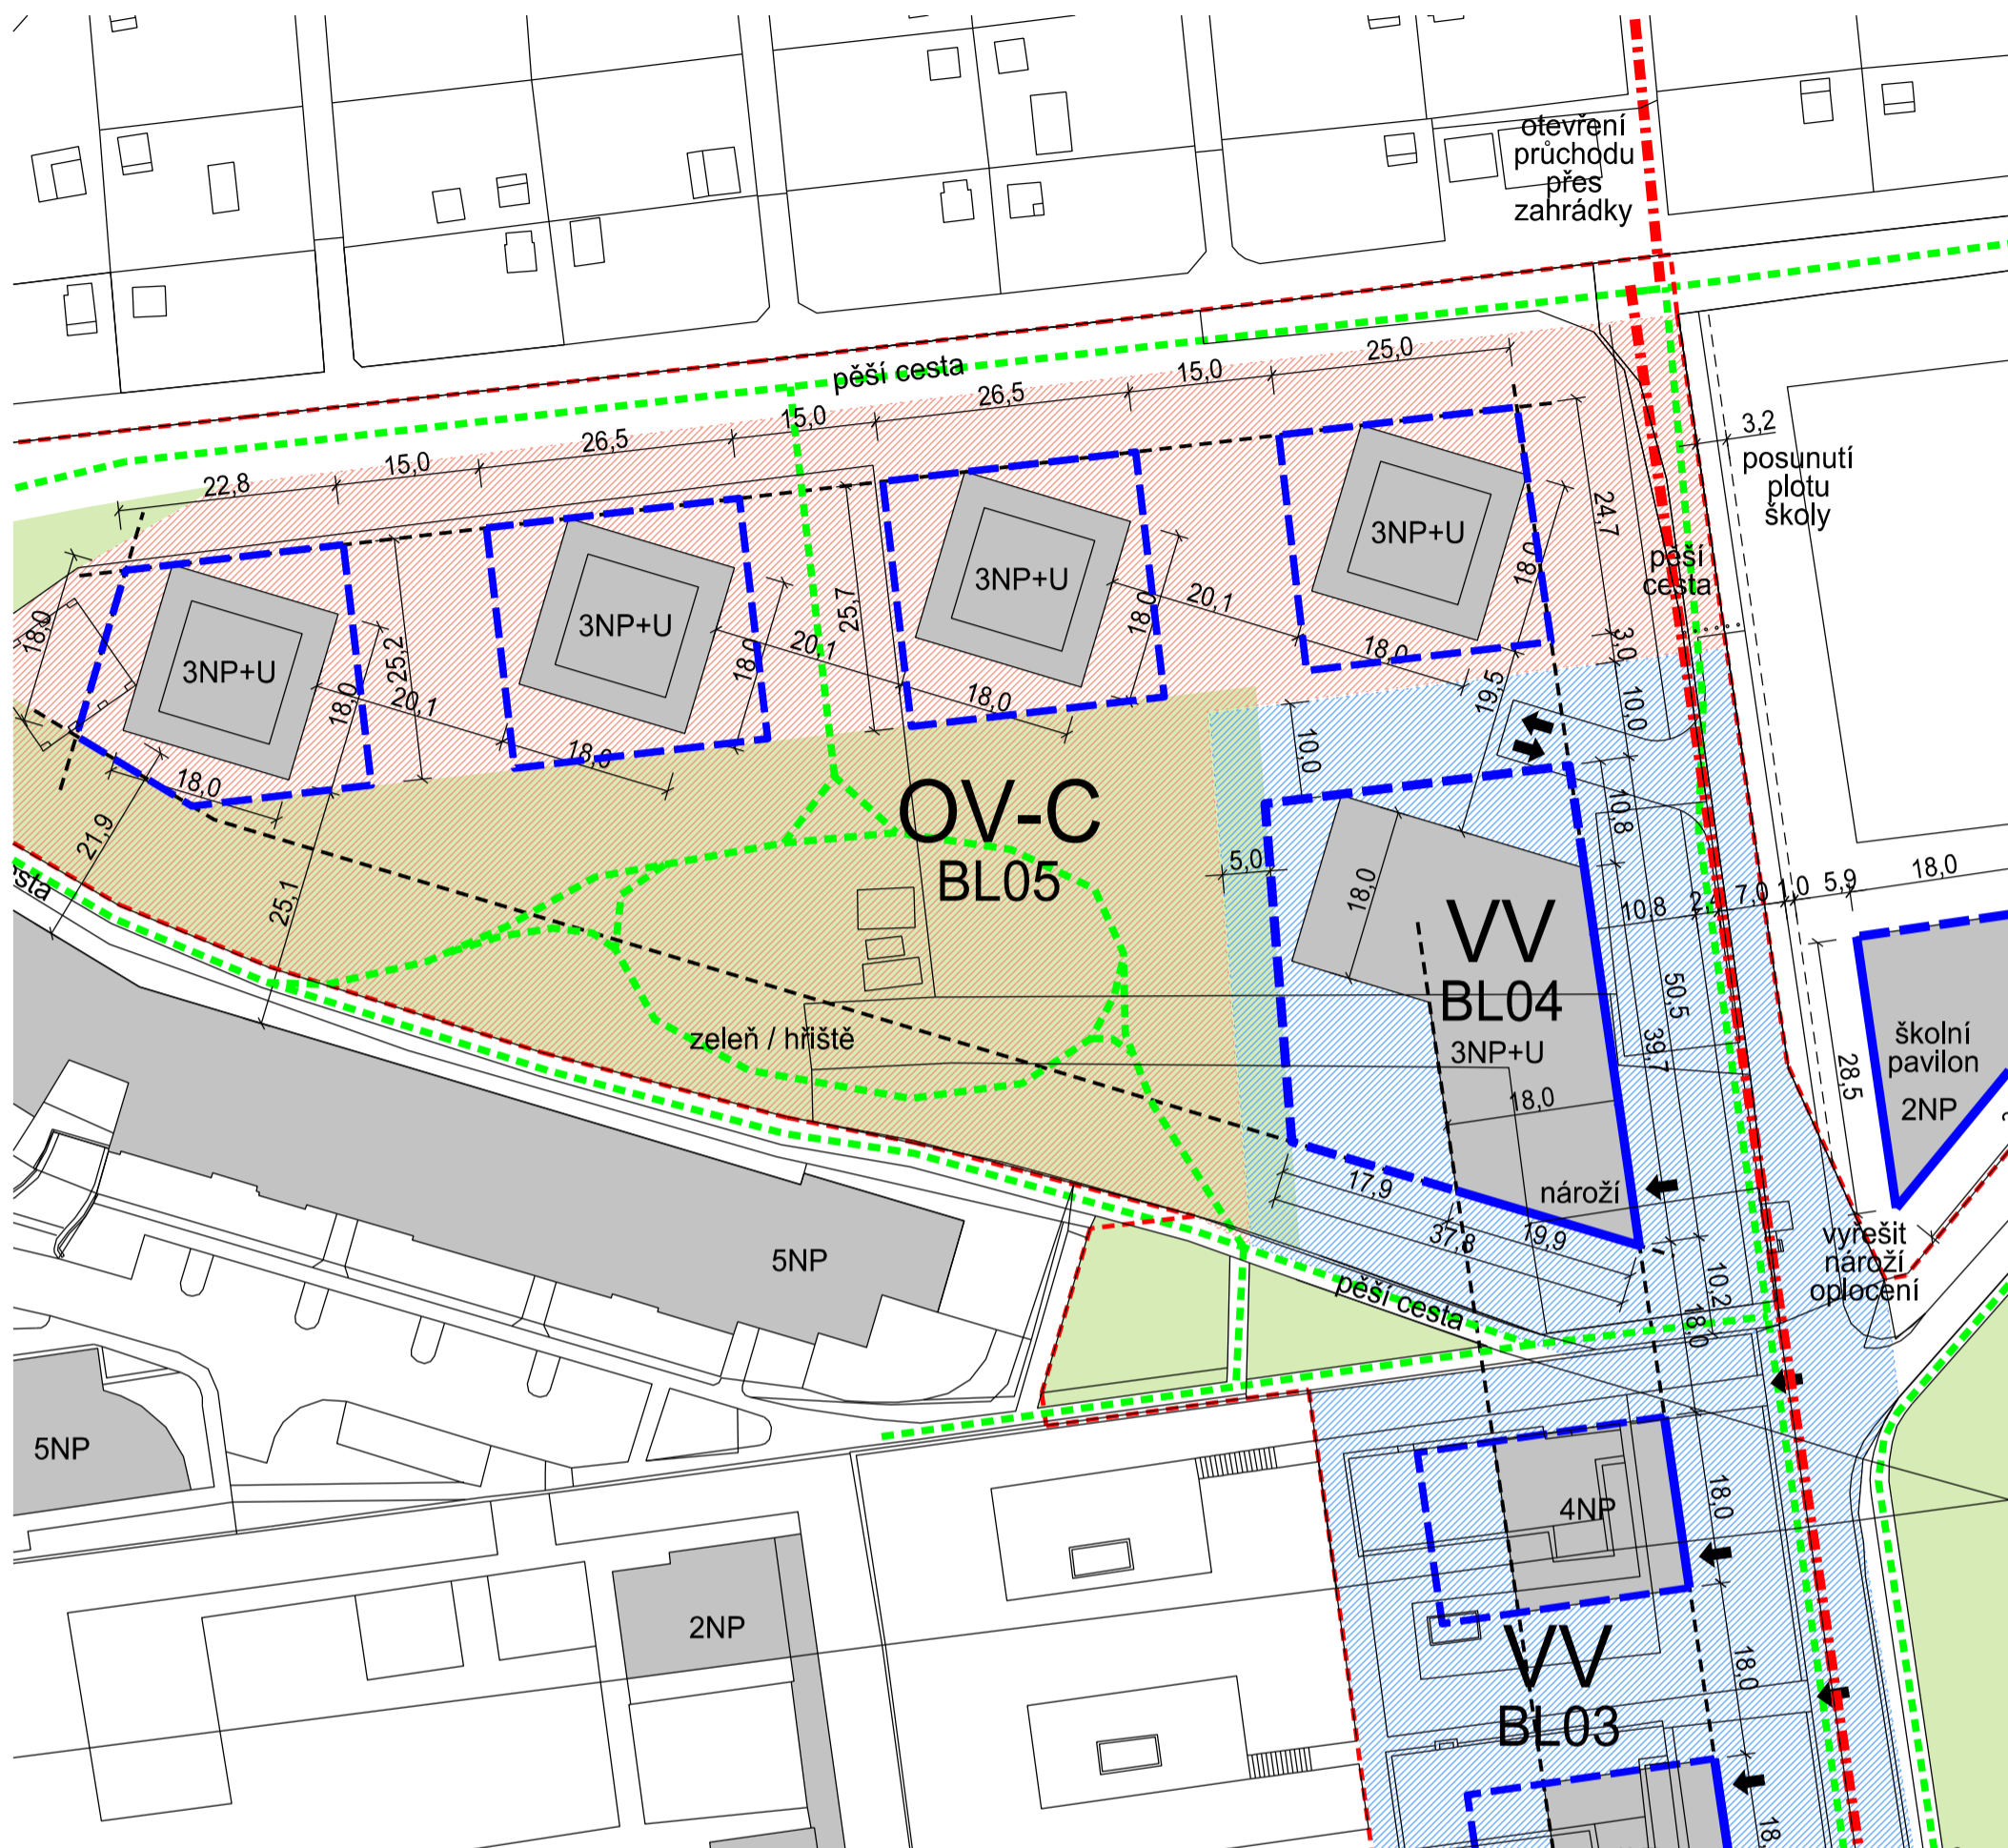 otevření
průchodu
přes
zahrádky
pěší cesta
25,0
15,0
26,5
15,0
26,5
15,0
22,8
3,2
posunutí
plotu
školy
24,7
pěší
cesta
3NP+U
3NP+U
3NP+U
3NP+U
18,0
18,0
18,0
18,0
18,0
25,2
25,7
20,1
20,1
20,1
18,0
18,0
18,0
18,0
3,0
10,0
19,5
10,0
21,9
25,1
OV-C
BL05
5,0
18,0
10,8
10,8
7,0
1,0
5,9
18,0
VV
BL04
3NP+U
50,5
39,7
18,0
28,5
školní
pavilon
2NP
zeleň / hřiště
nároží
17,9
37,8
19,9
pěší cesta
10,2
18,0
vyřešit
nároží
oplocení
5NP
5NP
2NP
4NP
18,0
18,0
VV
BL03